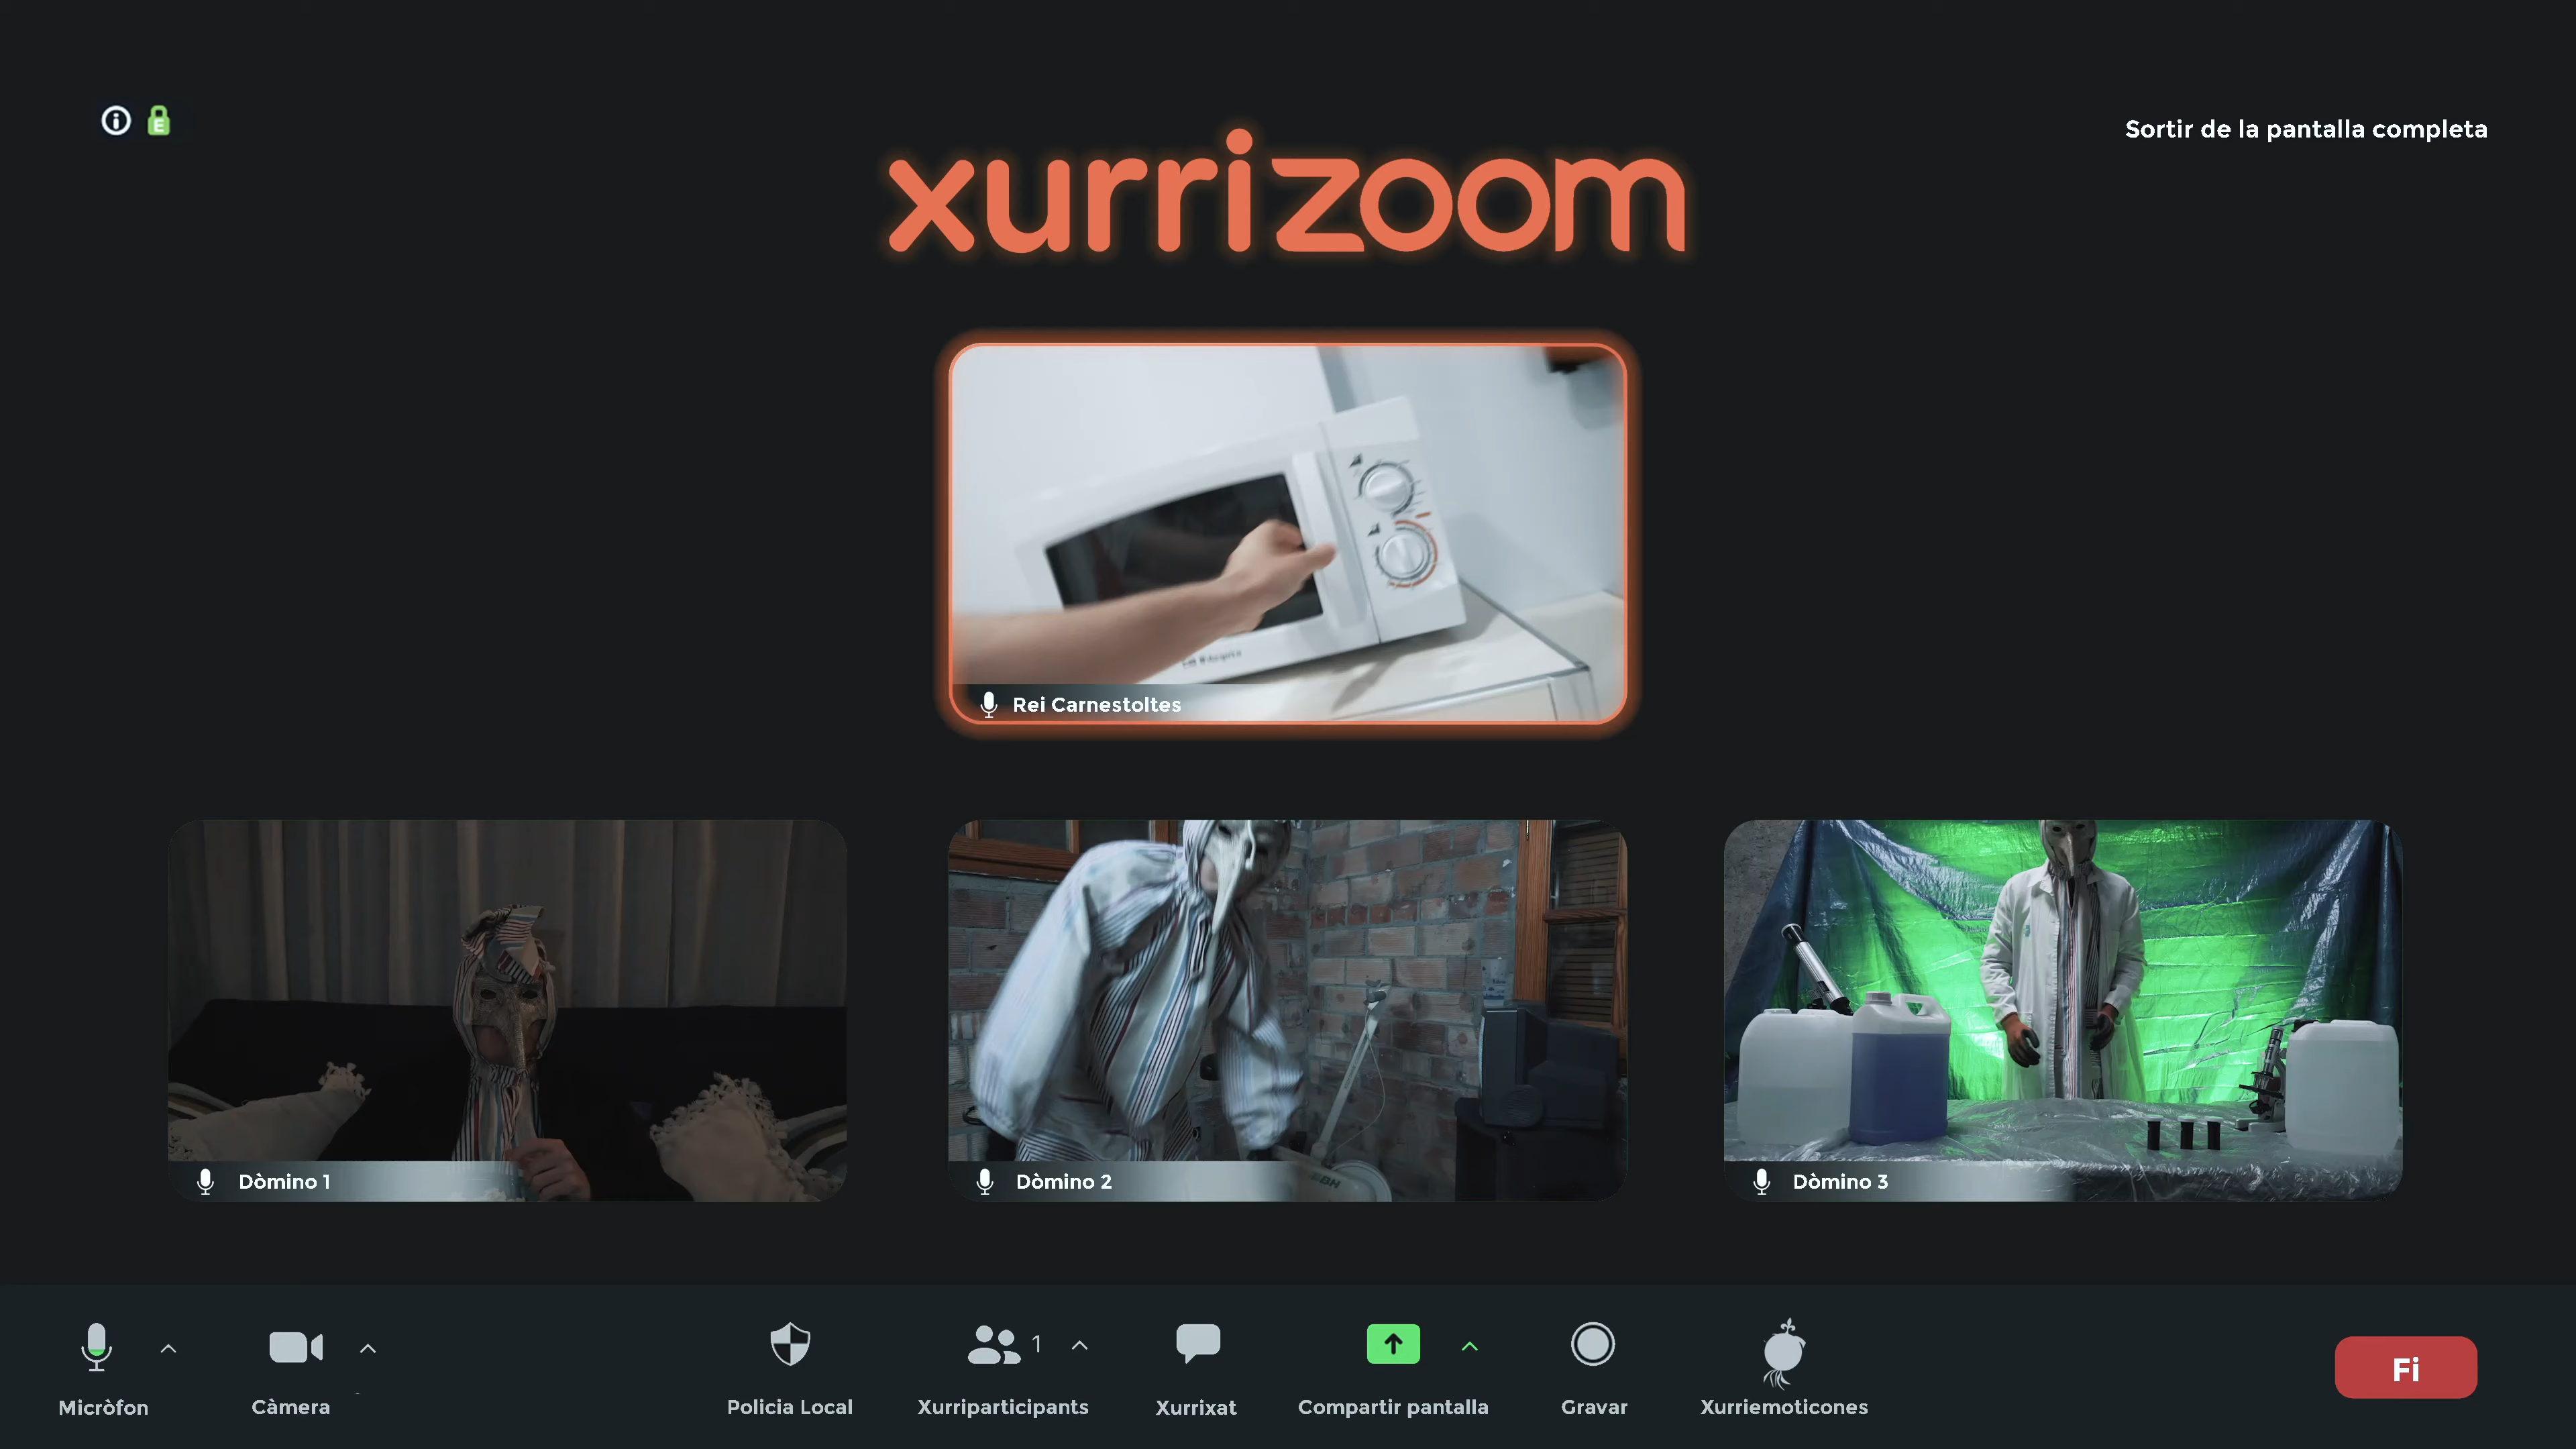 E
Sortir de la pantalla completa
xurrizoom
Rei Carnestoltes
Dòmino 1
Dòmino 2
BH
Dòmino 3
1
Micròfon
Càmera
Policia Local
Xurriparticipants
Xurrixat
Compartir pantalla
Gravar
Xurriemoticones
Fi